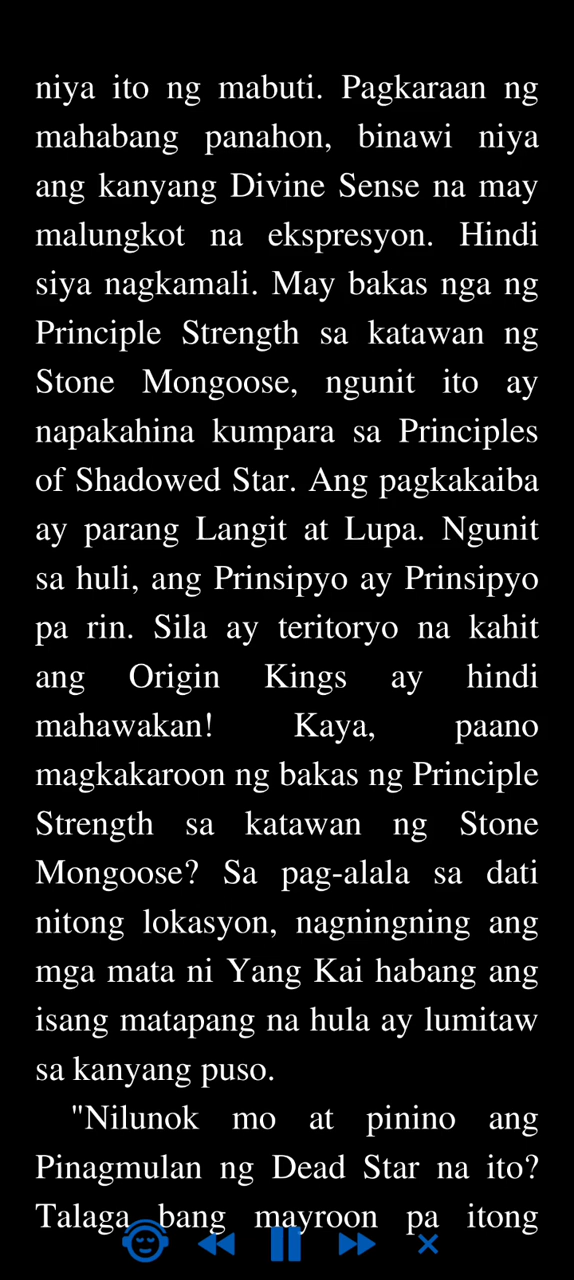 niya ito ng mabuti. Pagkaraan ng
mahabang panahon, binawi niya
ang kanyang Divine Sense na may
malungkot na ekspresyon. Hindi
siya nagkamali. May bakas nga ng
Principle Strength sa katawan ng
Stone Mongoose, ngunit ito ay
napakahina kumpara sa Principles
of Shadowed Star. Ang pagkakaiba
ay parang Langit at Lupa. Ngunit
sa huli, ang Prinsipyo ay Prinsipyo
pa rin. Sila ay teritoryo na kahit
ang Origin Kings ay hindi
mahawakan! Kaya, paano
magkakaroon ng bakas ng Principle
Strength sa katawan ng Stone
Mongoose? Sa pag-alala sa dati
nitong lokasyon, nagningning ang
mga mata ni Yang Kai habang ang
isang matapang na hula ay lumitaw
sa kanyang puso.
"Nilunok mo at pinino ang
Pinagmulan ng Dead Star na ito?
Talaga bang mayroon pa itong